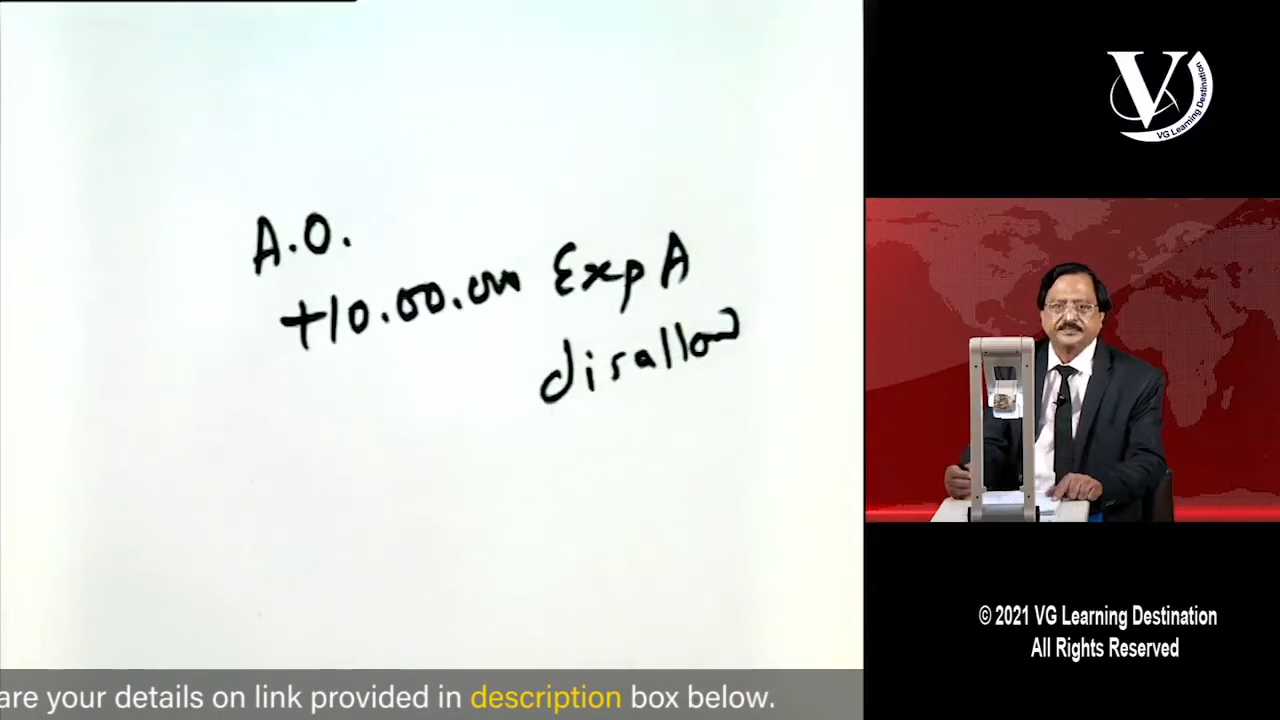 A.O.
+10.00.000 Exp A
disallowed
V
VG Learning Destination
© 2021 VG Learning Destination
All Rights Reserved
are your details on link provided in description box below.